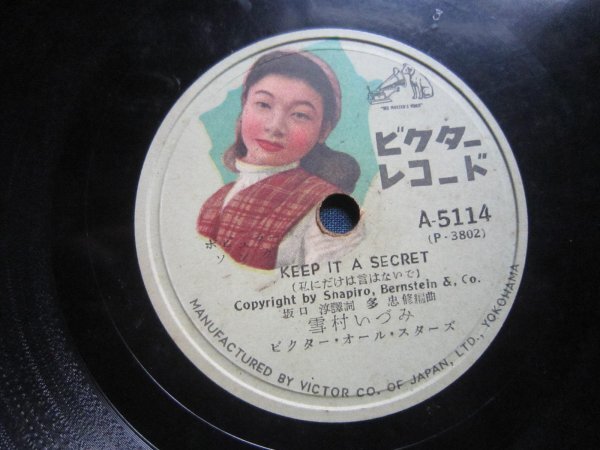 "HIS MASTER'S VOICE"
ビクター
レコード
A-5114
(P-3802)
KEEP IT A SECRET
(私にだけは言はないで)
Copyright by Snapiro, Bernstein &, Co.
坂口 淳譯詞 多 忠修編曲
雪村いづみ
ビクター・オール・スターズ
MANUFACTURED BY VICTOR CO. OF JAPAN, LTD., YOKOHAMA